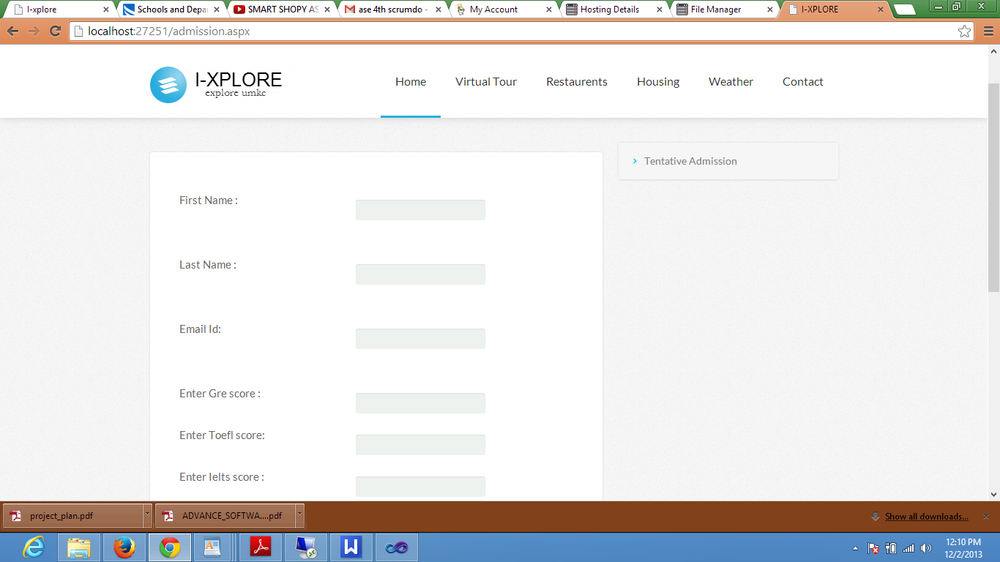 I-xplore
Schools and Depa
SMART SHOPY AS
ase 4th scrumdo -
My Account
Hosting Details
File Manager
I-XPLORE
localhost:27251/admission.aspx
I-XPLORE
explore umkc
Home
Virtual Tour
Restaurents
Housing
Weather
Contact
Tentative Admission
First Name :
Last Name :
Email Id:
Enter Gre score :
Enter Toefl score:
Enter Ielts score :
project_plan.pdf
ADVANCE_SOFTWA....pdf
Show all downloads...
W
12:10 PM
12/2/2013